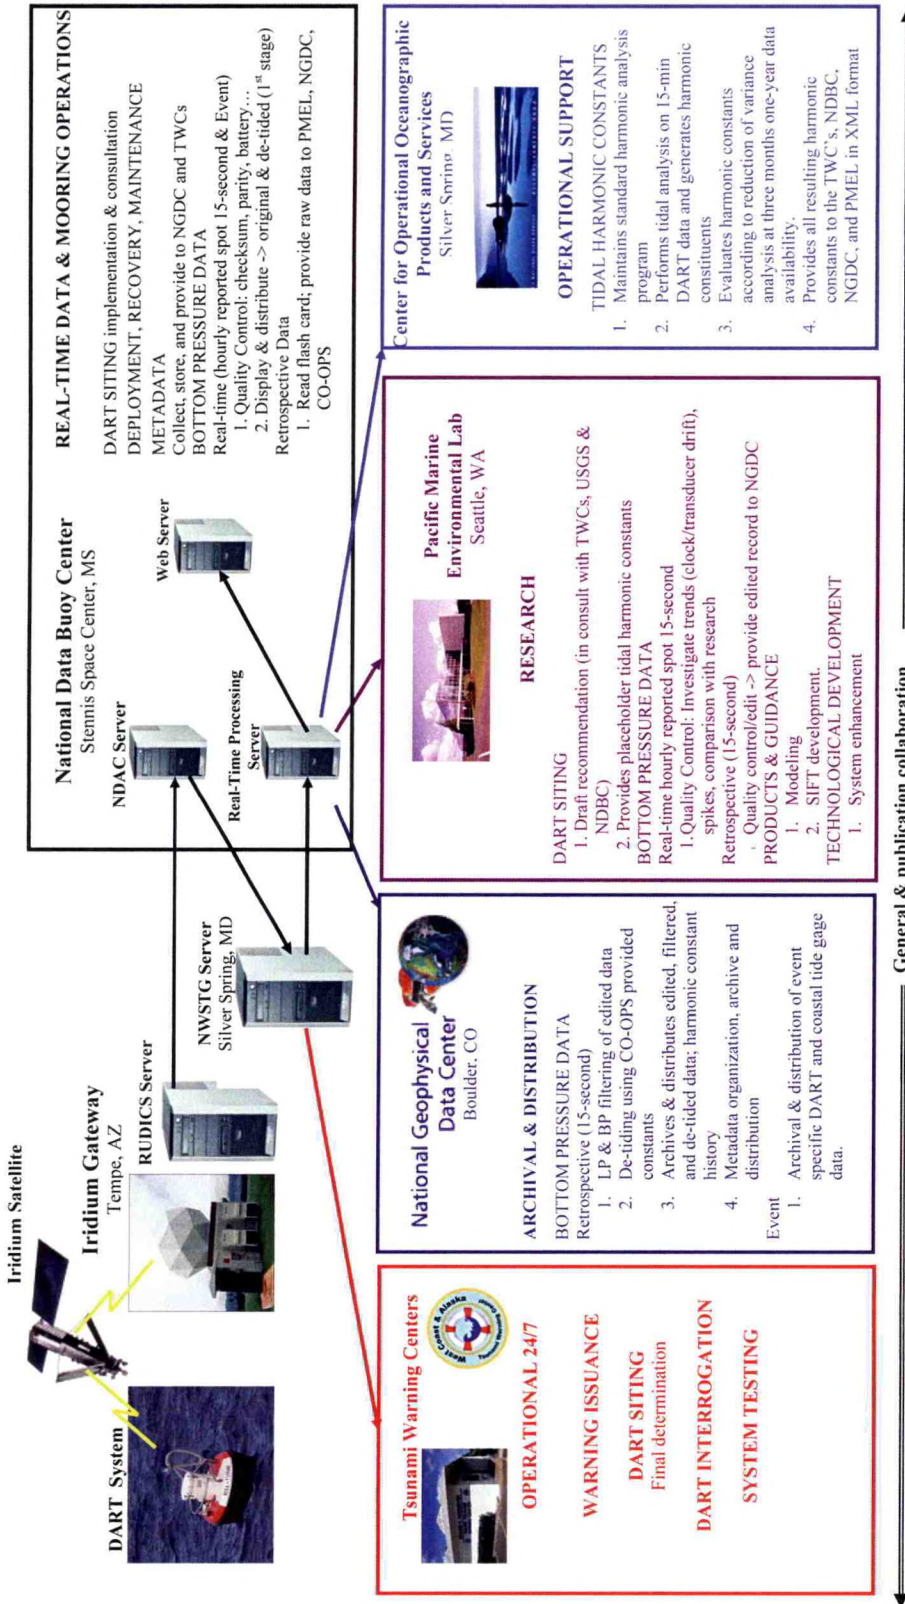 Iridium Satellite
DART System
Iridium Gateway
Tempe, AZ
RUDICS Server
NWSTG Server
Silver Spring, MD
National Data Buoy Center
Stennis Space Center, MS
NDAC Server
Real-Time Processing
Server
Web Server
REAL-TIME DATA & MOORING OPERATIONS
DART SITING implementation & consultation
DEPLOYMENT, RECOVERY, MAINTENANCE
METADATA
Collect, store, and provide to NGDC and TWCs
BOTTOM PRESSURE DATA
Real-time (hourly reported spot 15-second & Event)
1. Quality Control: checksum, parity, battery…
2. Display & distribute -> original & de-tided (1st stage)
Retrospective Data
1. Read flash card; provide raw data to PMEL, NGDC,
CO-OPS
Tsunami Warning Centers
West Coast & Alaska
Tsunami Warning Center
OPERATIONAL 24/7
WARNING ISSUANCE
DART SITING
Final determination
DART INTERROGATION
SYSTEM TESTING
National Geophysical
Data Center
Boulder, CO
ARCHIVAL & DISTRIBUTION
BOTTOM PRESSURE DATA
Retrospective (15-second)
1. LP & BP filtering of edited data
2. De-tiding using CO-OPS provided
constants
3. Archives & distributes edited, filtered,
and de-tided data; harmonic constant
history
4. Metadata organization, archive and
distribution
Event
1. Archival & distribution of event
specific DART and coastal tide gage
data.
Pacific Marine
Environmental Lab
Seattle, WA
RESEARCH
DART SITING
1. Draft recommendation (in consult with TWCs, USGS &
NDBC)
2. Provides placeholder tidal harmonic constants
BOTTOM PRESSURE DATA
Real-time hourly reported spot 15-second
1.Quality Control: Investigate trends (clock/transducer drift),
spikes, comparison with research
Retrospective (15-second)
Quality control/edit -> provide edited record to NGDC
PRODUCTS & GUIDANCE
1. Modeling
2. SIFT development.
TECHNOLOGICAL DEVELOPMENT
1. System enhancement
Center for Operational Oceanographic
Products and Services
Silver Spring, MD
OPERATIONAL SUPPORT
TIDAL HARMONIC CONSTANTS
1. Maintains standard harmonic analysis
program
2. Performs tidal analysis on 15-min
DART data and generates harmonic
constituents
3. Evaluates harmonic constants
according to reduction of variance
analysis at three months one-year data
availability.
4. Provides all resulting harmonic
constants to the TWC`s, NDBC,
NGDC, and PMEL in XML format
General & publication collaboration